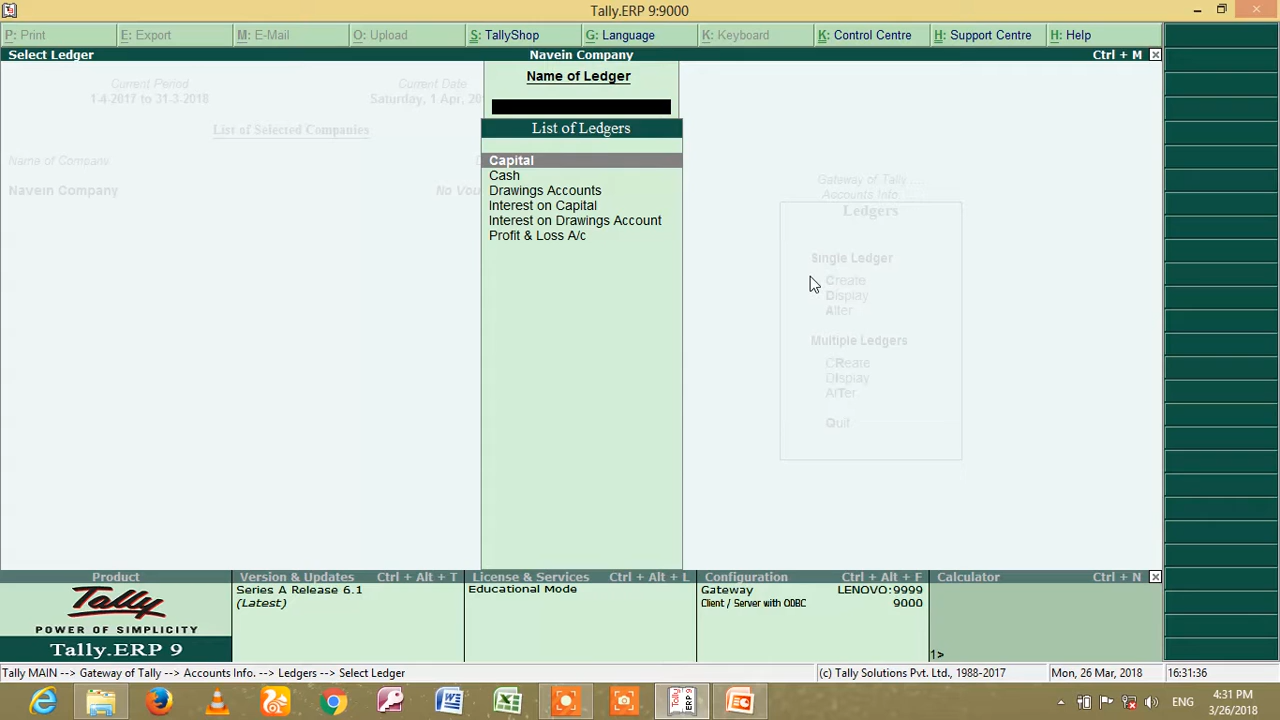 Tally.ERP 9:9000
P: Print
E: Export
M: E-Mail
O: Upload
S: TallyShop
G: Language
K: Keyboard
K: Control Centre
H: Support Centre
H: Help
Select Ledger
Navein Company
Ctrl + M
Current Period
1-4-2017 to 31-3-2018
Current Date
Saturday, 1 Apr, 20
List of Selected Companies
Name of Company
Navein Company
No Vou
Name of Ledger
List of Ledgers
Capital
Cash
Drawings Accounts
Interest on Capital
Interest on Drawings Account
Profit & Loss A/c
Gateway of Tally ....
Accounts Info. ...
Ledgers
Single Ledger
Create
Display
Alter
Multiple Ledgers
CReate
DIsplay
AlTer
Quit
Product
Tally
POWER OF SIMPLICITY
Tally.ERP 9
Version & Updates Ctrl + Alt + T
Series A Release 6.1
(Latest)
License & Services Ctrl + Alt + L
Educational Mode
Configuration Ctrl + Alt + F
Gateway LENOVO:9999
Client / Server with ODBC 9000
Calculator Ctrl + N
1>
Tally MAIN --> Gateway of Tally --> Accounts Info. --> Ledgers --> Select Ledger
(c) Tally Solutions Pvt. Ltd., 1988-2017
Mon, 26 Mar, 2018
16:31:36
ENG
4:31 PM
3/26/2018